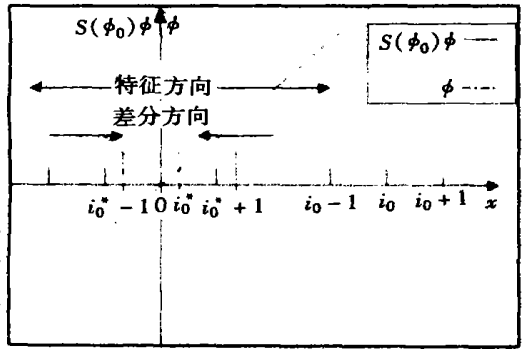 S(ϕ₀)ϕ ϕ
S(ϕ₀)ϕ
ϕ
特征方向
差分方向
i₀* − 1 0 i₀* i₀* + 1 i₀ − 1 i₀ i₀ + 1 x